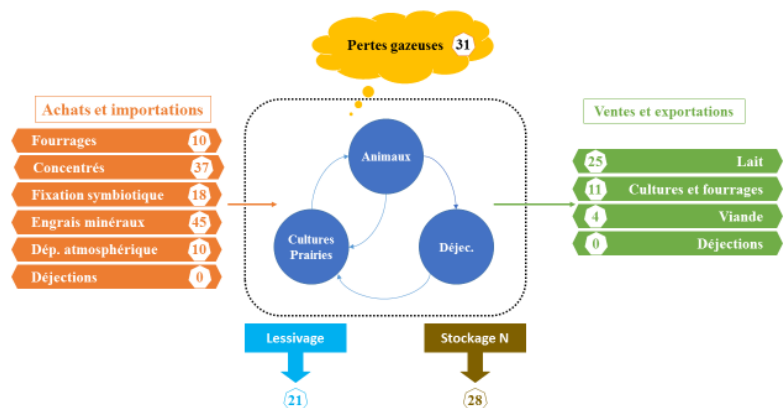 Pertes gazeuses 31
Achats et importations
Fourrages 10
Concentrés 37
Fixation symbiotique 18
Engrais minéraux 45
Dép. atmosphérique 10
Déjections 0
Animaux
Cultures
Prairies
Déjec.
Ventes et exportations
25 Lait
11 Cultures et fourrages
4 Viande
0 Déjections
Lessivage
21
Stockage N
28